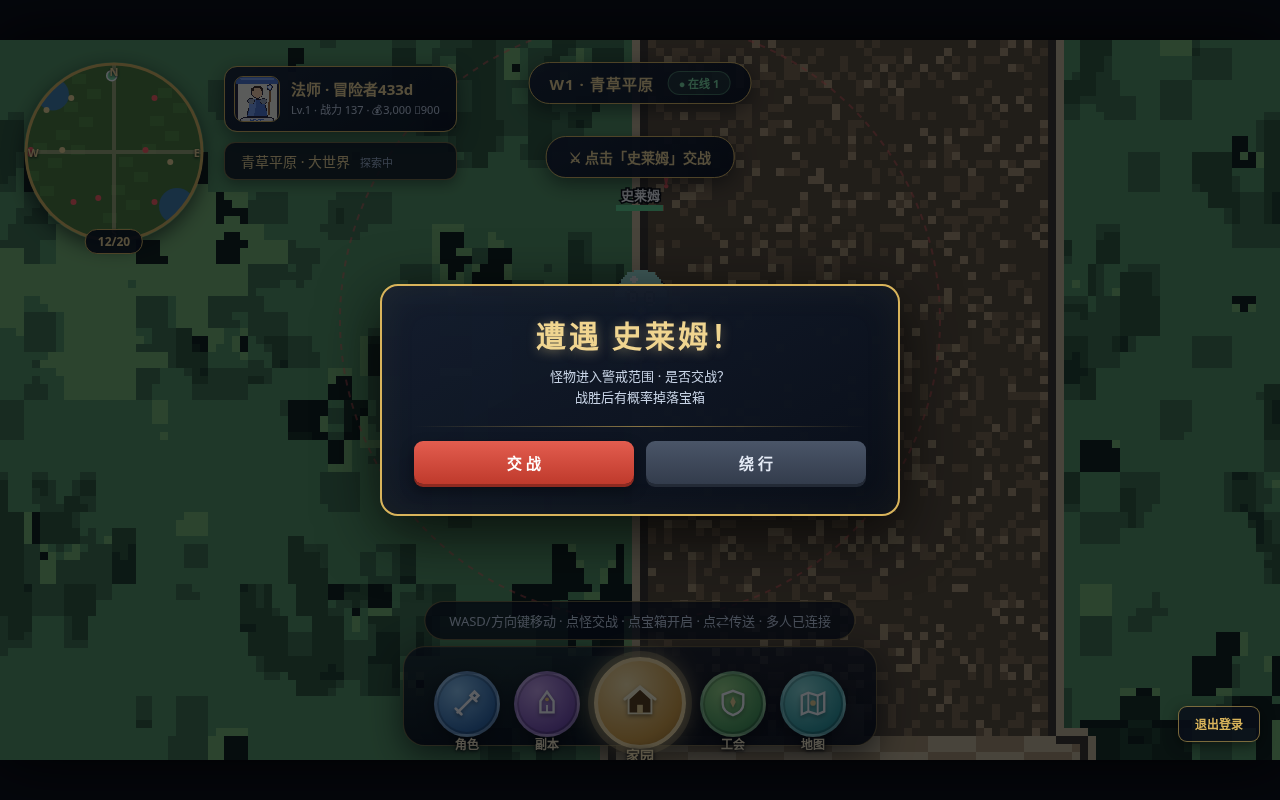 N
W
E
12/20
法师 · 冒险者433d
Lv.1 · 战力 137 · 💰3,000 900
青草平原 · 大世界 探索中
W1 · 青草平原 ● 在线 1
⚔ 点击「史莱姆」交战
史莱姆
遭遇 史莱姆！
怪物进入警戒范围 · 是否交战？
战胜后有概率掉落宝箱
交战
绕行
WASD/方向键移动 · 点怪交战 · 点宝箱开启 · 点⇄传送 · 多人已连接
角色
副本
家园
工会
地图
退出登录